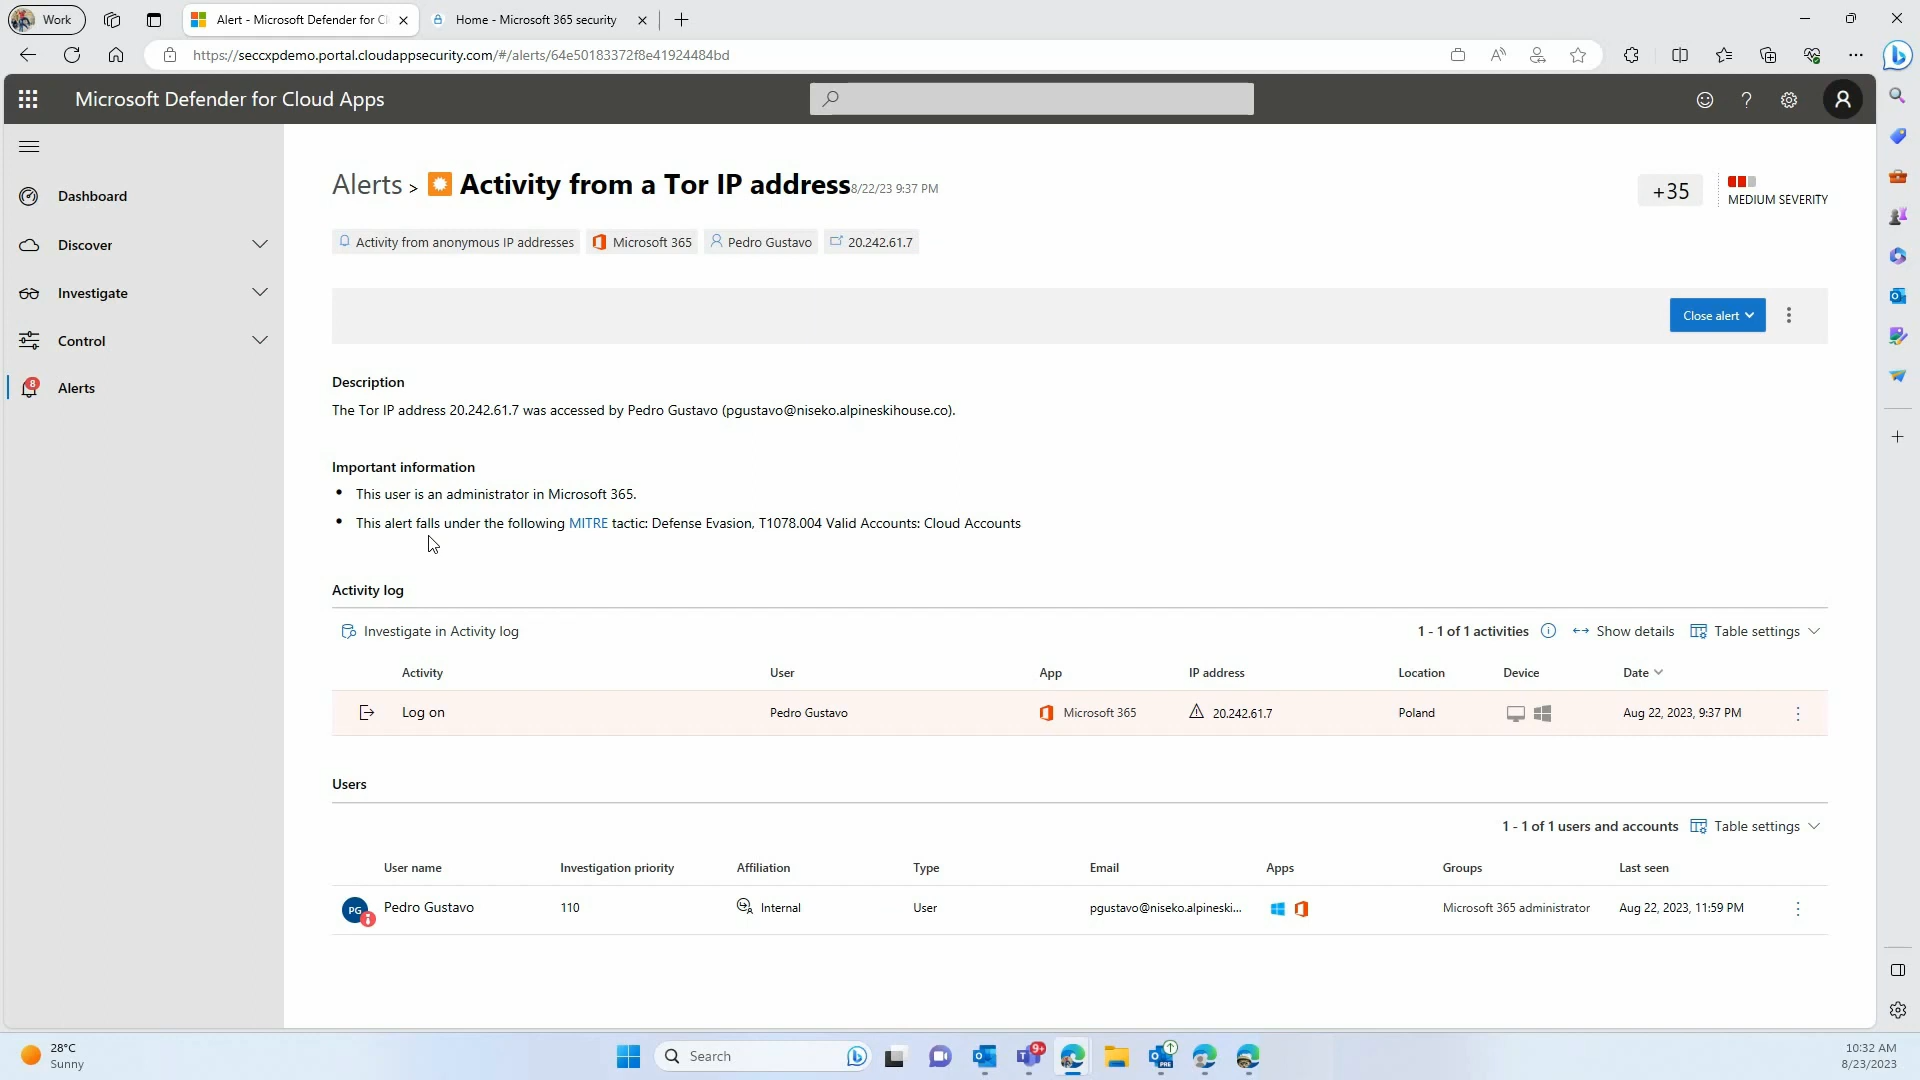 Work
Alert - Microsoft Defender for Cl
Home - Microsoft 365 security
https://seccxpdemo.portal.cloudappsecurity.com/#/alerts/64e50183372f8e41924484bd
Microsoft Defender for Cloud Apps
Dashboard
Discover
Investigate
Control
8
Alerts
Alerts > Activity from a Tor IP address 8/22/23 9:37 PM
+35
MEDIUM SEVERITY
Activity from anonymous IP addresses
Microsoft 365
Pedro Gustavo
20.242.61.7
Close alert
Description
The Tor IP address 20.242.61.7 was accessed by Pedro Gustavo (pgustavo@niseko.alpineskihouse.co).
Important information
• This user is an administrator in Microsoft 365.
• This alert falls under the following MITRE tactic: Defense Evasion, T1078.004 Valid Accounts: Cloud Accounts
Activity log
Investigate in Activity log
1 - 1 of 1 activities
Show details
Table settings
Activity User App IP address Location Device Date
Log on Pedro Gustavo Microsoft 365 20.242.61.7 Poland Aug 22, 2023, 9:37 PM
Users
1 - 1 of 1 users and accounts
Table settings
User name Investigation priority Affiliation Type Email Apps Groups Last seen
PG Pedro Gustavo 110 Internal User pgustavo@niseko.alpineski... Microsoft 365 administrator Aug 22, 2023, 11:59 PM
28°C
Sunny
Search
9+
PRE
10:32 AM
8/23/2023